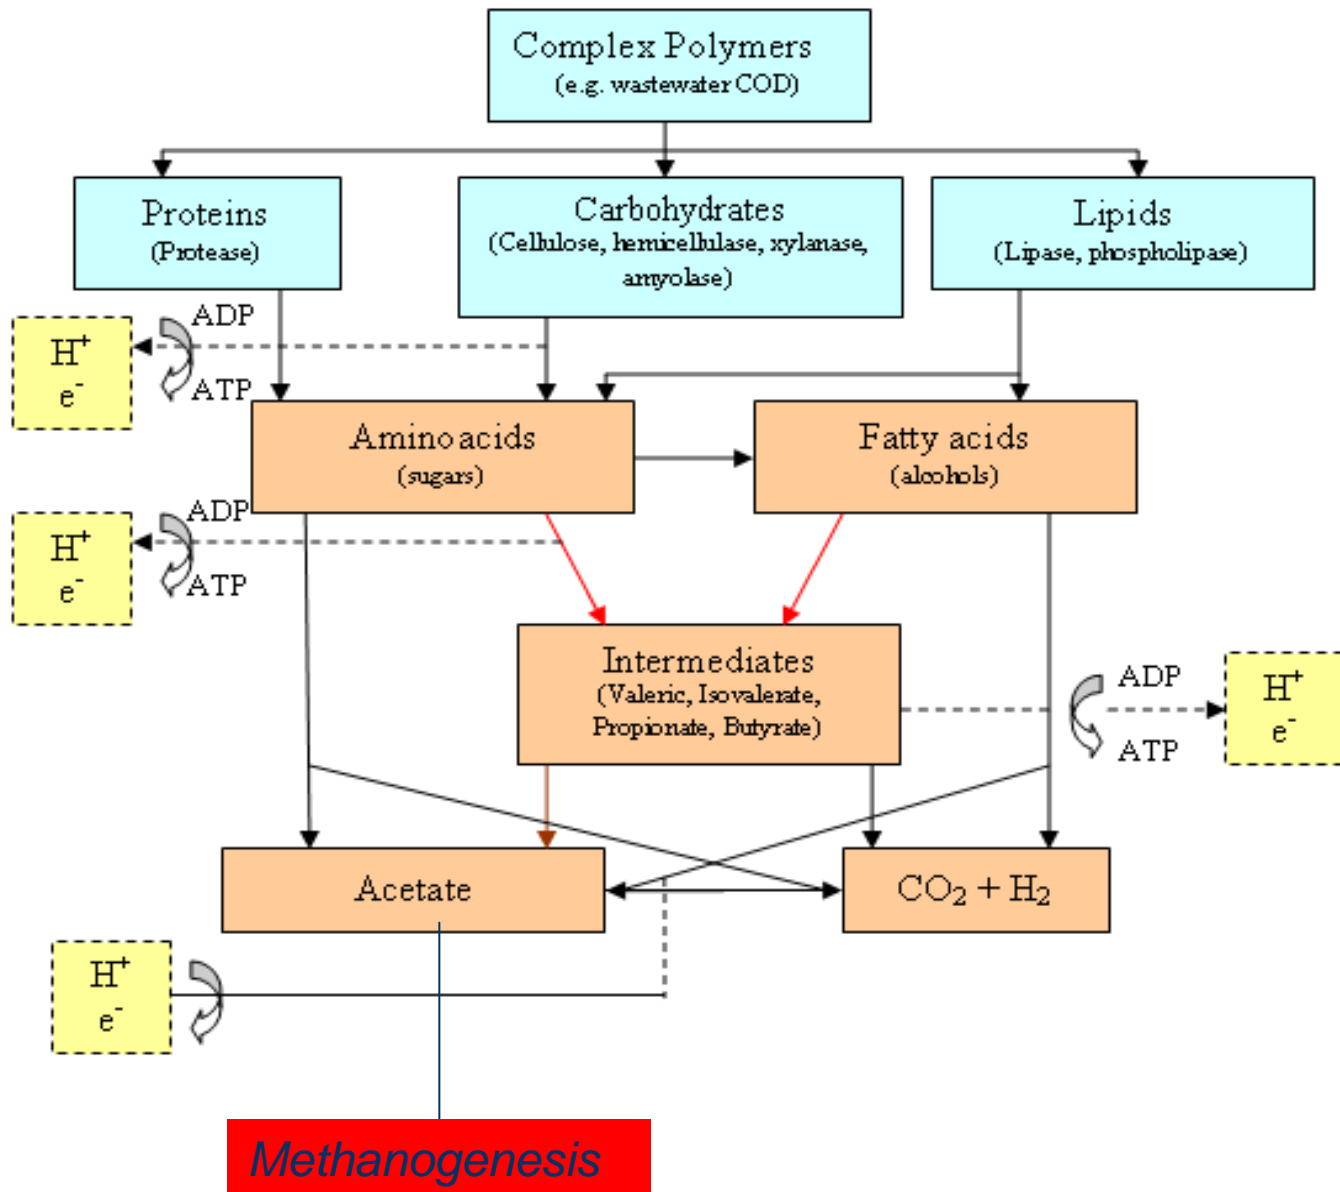 Complex Polymers
(e.g. wastewater COD)
Proteins
(Protease)
Carbohydrates
(Cellulose, hemicellulase, xylanase,
amyolase)
Lipids
(Lipase, phospholipase)
H⁺
e⁻
ADP
ATP
Amino acids
(sugars)
Fatty acids
(alcohols)
H⁺
e⁻
ADP
ATP
Intermediates
(Valeric, Isovalerate,
Propionate, Butyrate)
ADP
ATP
H⁺
e⁻
Acetate
CO₂ + H₂
H⁺
e⁻
Methanogenesis